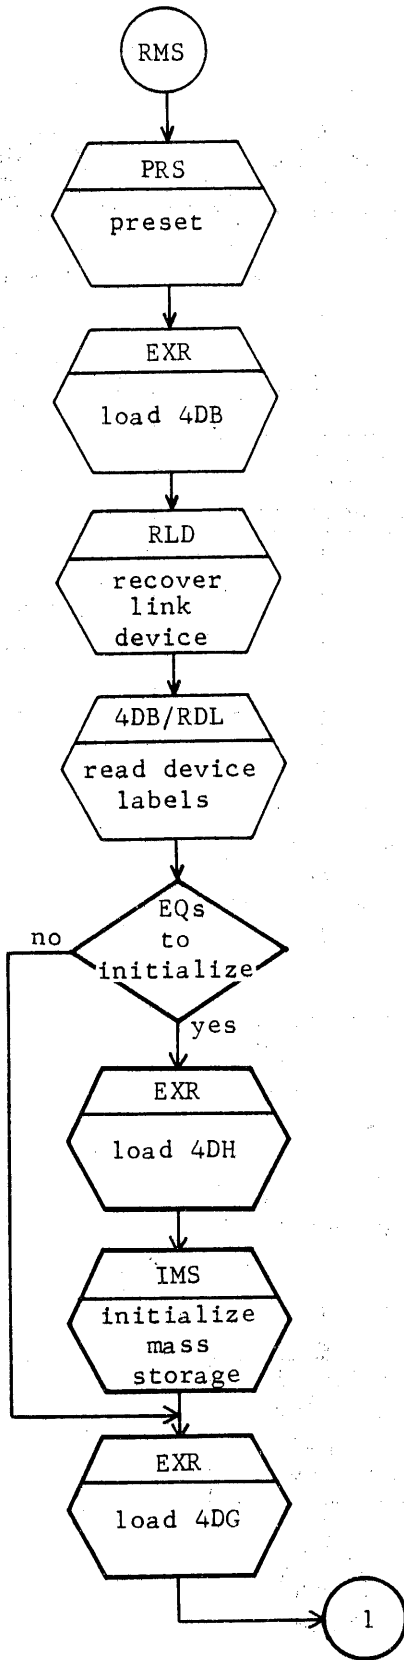 RMS
PRS
preset
EXR
load 4DB
RLD
recover
link
device
4DB/RDL
read device
labels
EQs
to
initialize
no
yes
EXR
load 4DH
IMS
initialize
mass
storage
EXR
load 4DG
1